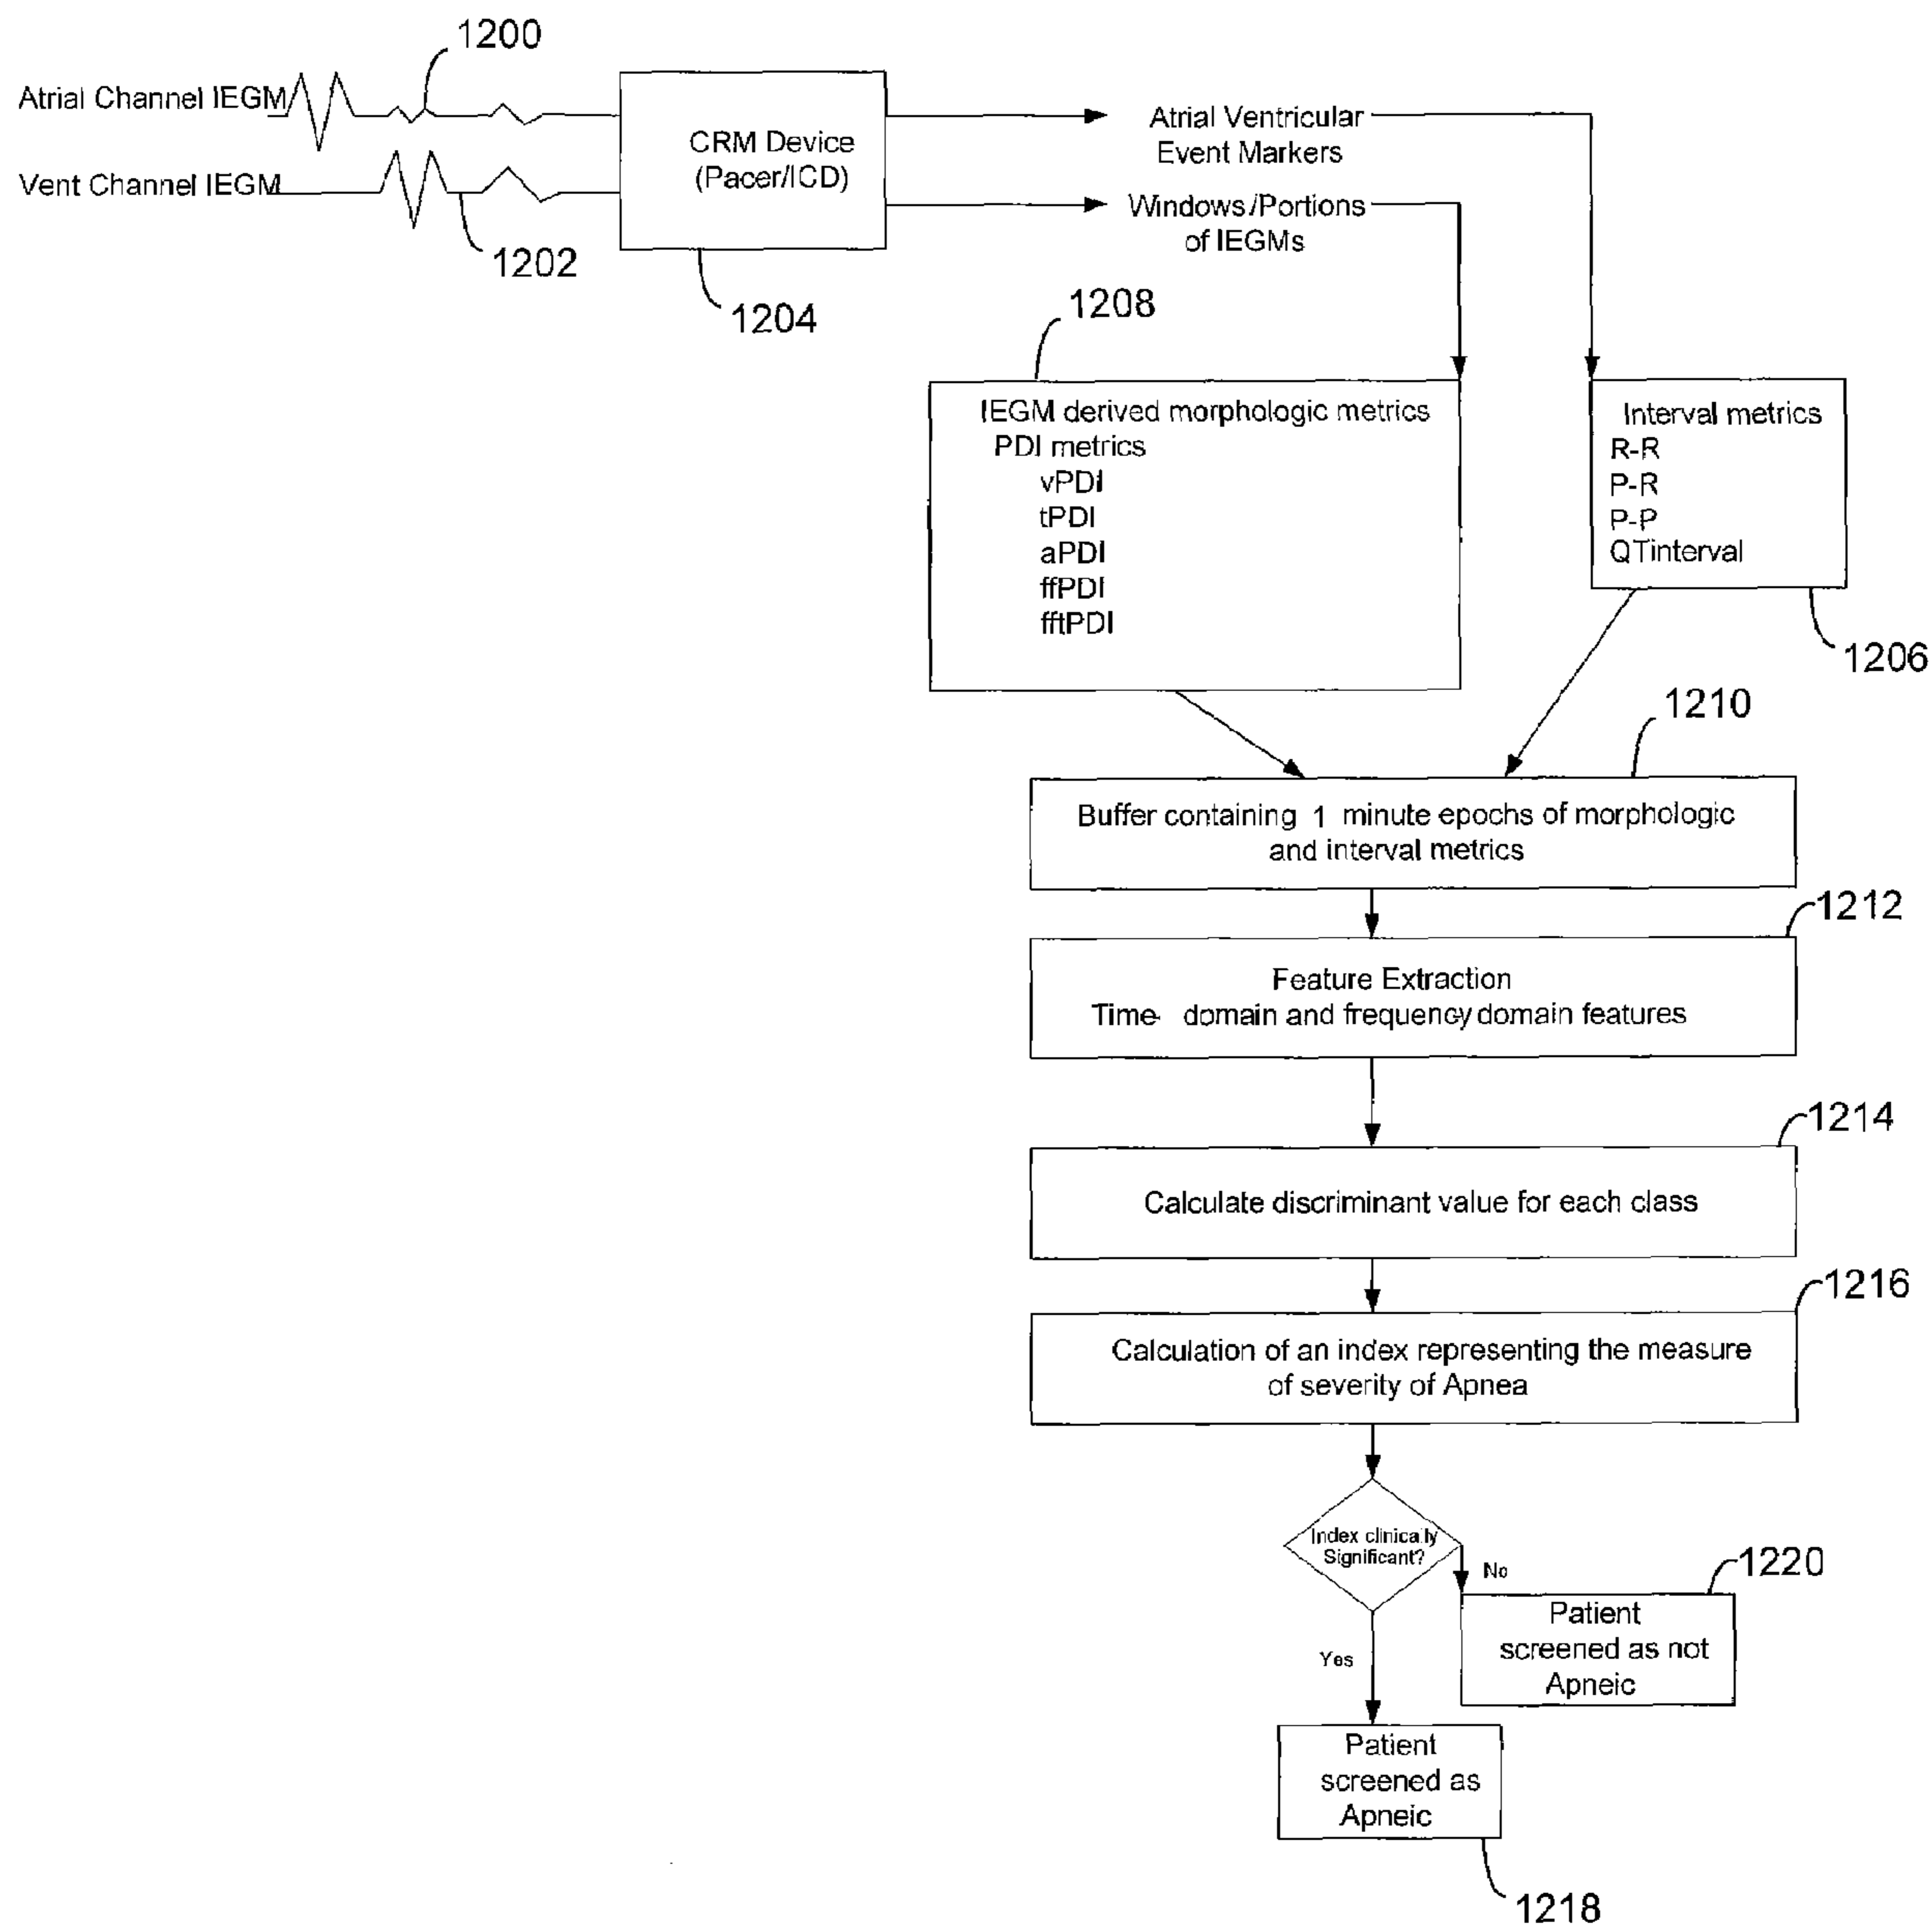 1200
Atrial Channel IEGM
Vent Channel IEGM
1202
CRM Device
(Pacer/ICD)
1204
Atrial Ventricular
Event Markers
Windows/Portions
of IEGMs
1208
IEGM derived morphologic metrics
PDI metrics
vPDI
tPDI
aPDI
ffPDI
fftPDI
Interval metrics
R-R
P-R
P-P
QTinterval
1206
1210
Buffer containing 1 minute epochs of morphologic
and interval metrics
1212
Feature Extraction
Time- domain and frequency domain features
1214
Calculate discriminant value for each class
1216
Calculation of an index representing the measure
of severity of Apnea
Index clinically
Significant?
No
1220
Patient
screened as not
Apneic
Yes
Patient
screened as
Apneic
1218